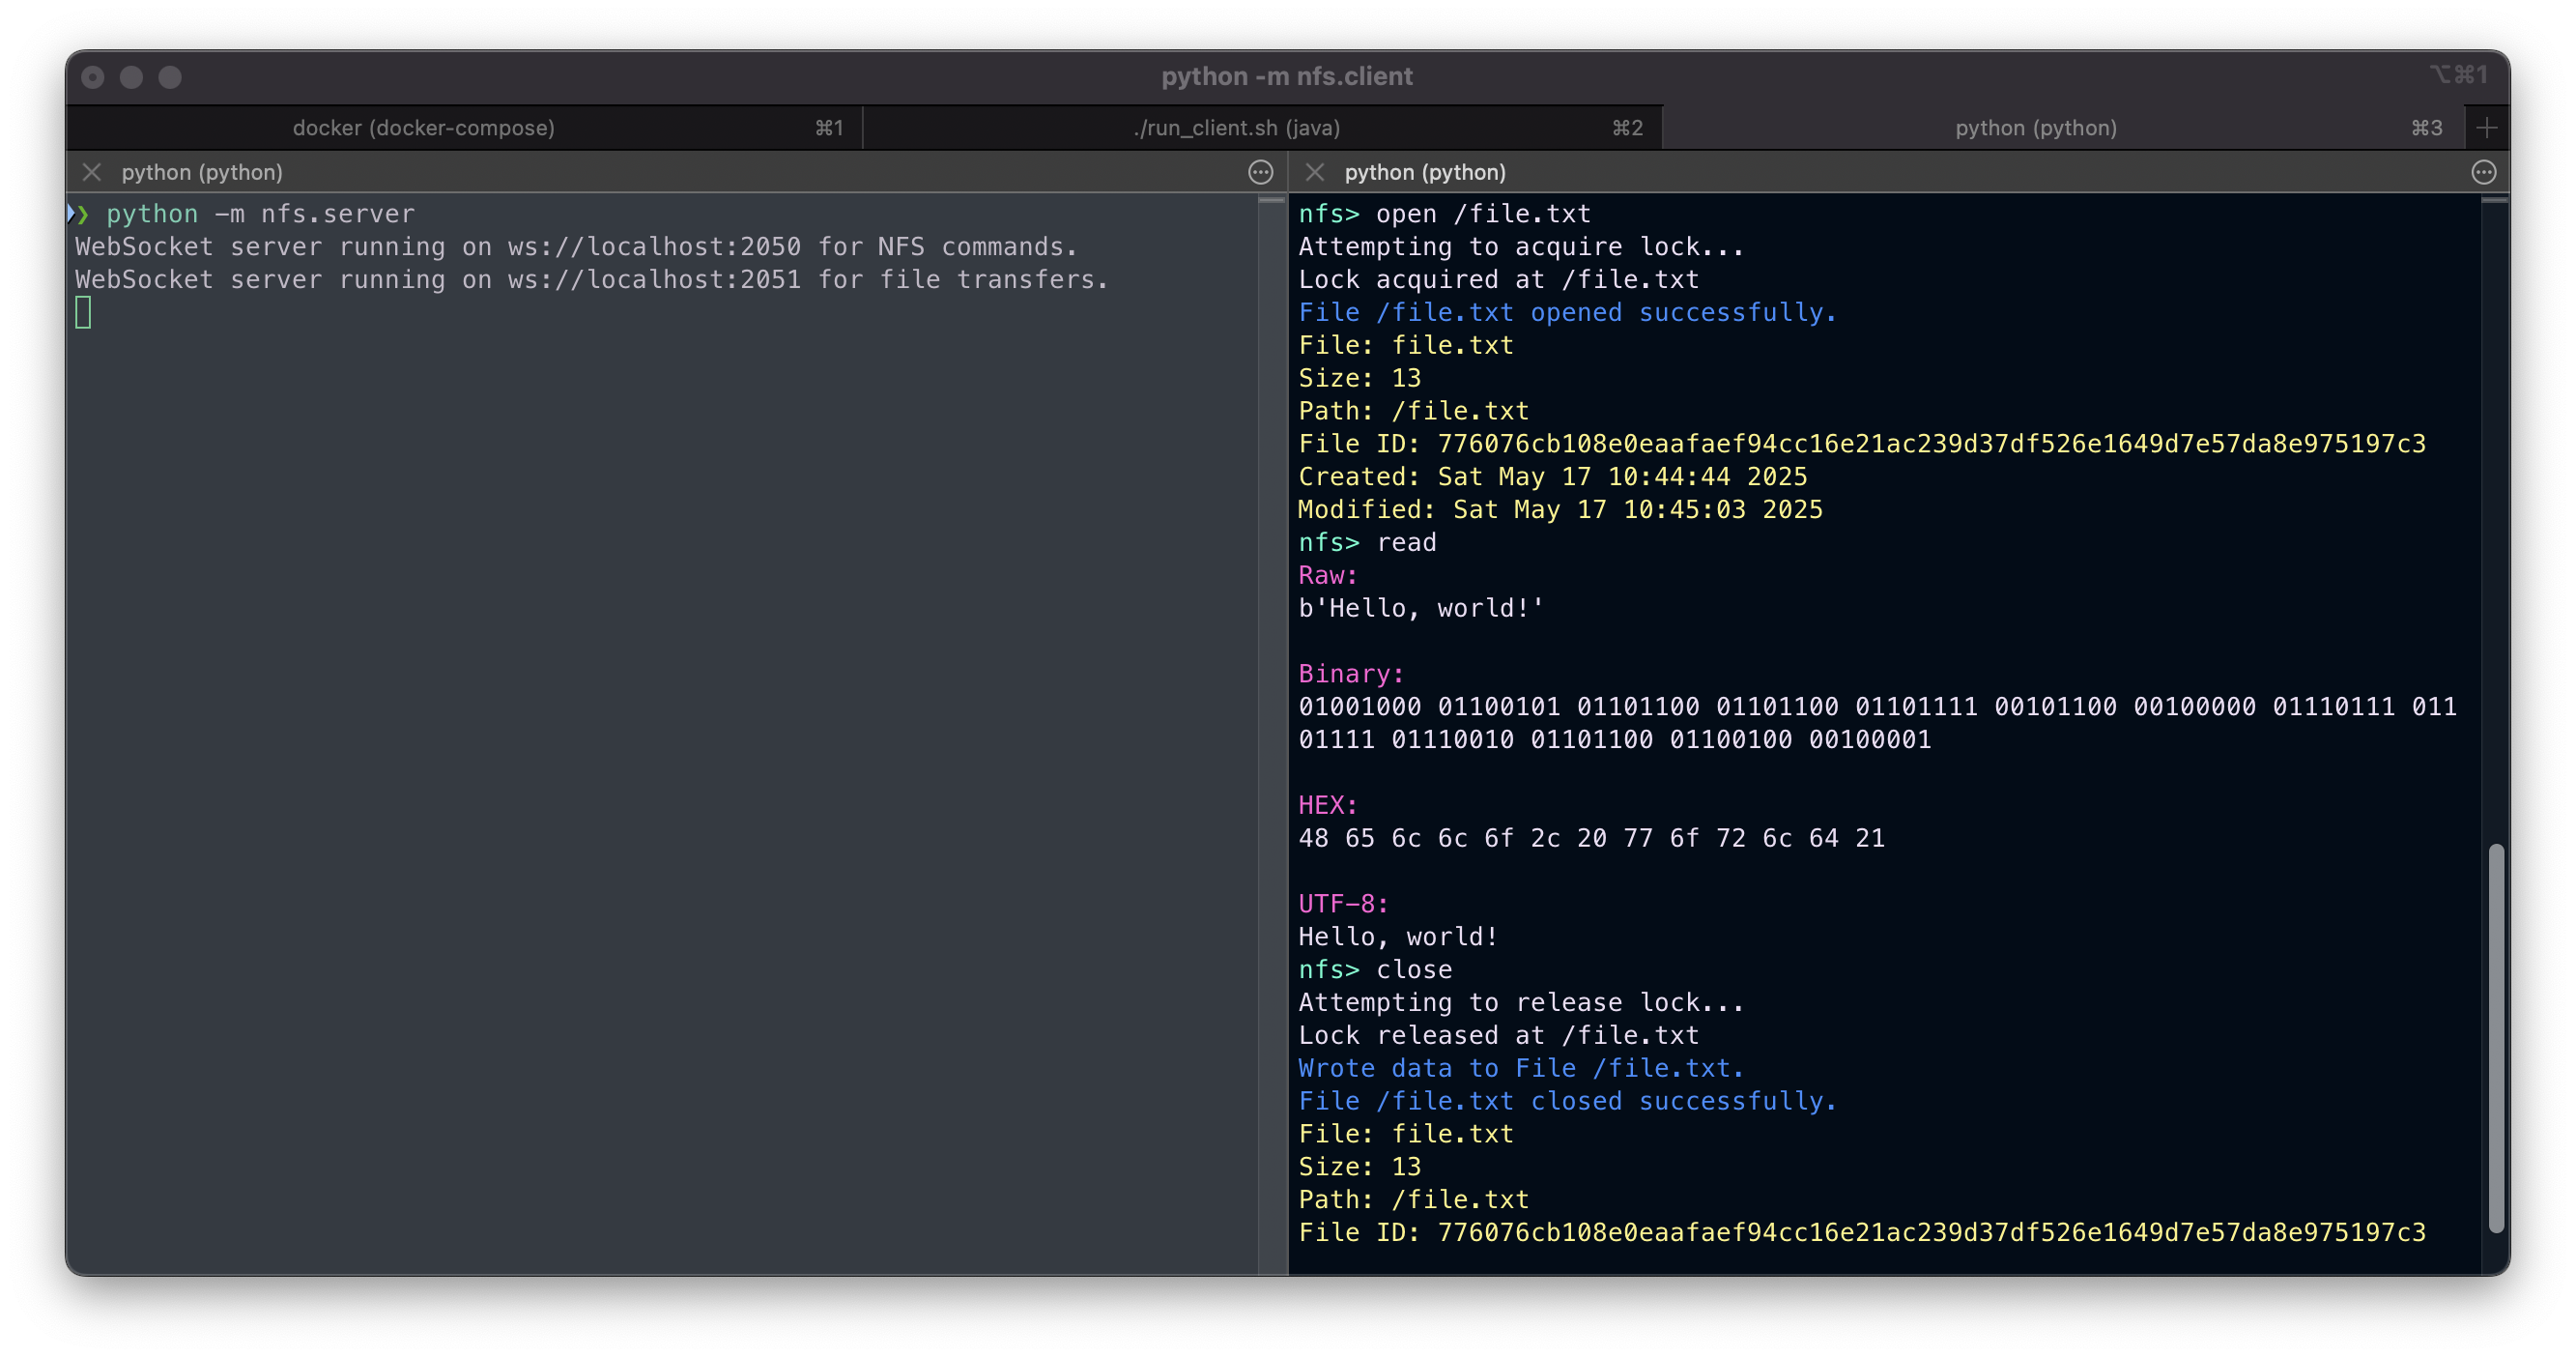 python -m nfs.client
⌥⌘1
docker (docker-compose) ⌘1
./run_client.sh (java) ⌘2
python (python) ⌘3
python (python)
❯ python -m nfs.server
WebSocket server running on ws://localhost:2050 for NFS commands.
WebSocket server running on ws://localhost:2051 for file transfers.
python (python)
nfs> open /file.txt
Attempting to acquire lock...
Lock acquired at /file.txt
File /file.txt opened successfully.
File: file.txt
Size: 13
Path: /file.txt
File ID: 776076cb108e0eaafaef94cc16e21ac239d37df526e1649d7e57da8e975197c3
Created: Sat May 17 10:44:44 2025
Modified: Sat May 17 10:45:03 2025
nfs> read
Raw:
b'Hello, world!'
Binary:
01001000 01100101 01101100 01101100 01101111 00101100 00100000 01110111 011
01111 01110010 01101100 01100100 00100001
HEX:
48 65 6c 6c 6f 2c 20 77 6f 72 6c 64 21
UTF-8:
Hello, world!
nfs> close
Attempting to release lock...
Lock released at /file.txt
Wrote data to File /file.txt.
File /file.txt closed successfully.
File: file.txt
Size: 13
Path: /file.txt
File ID: 776076cb108e0eaafaef94cc16e21ac239d37df526e1649d7e57da8e975197c3